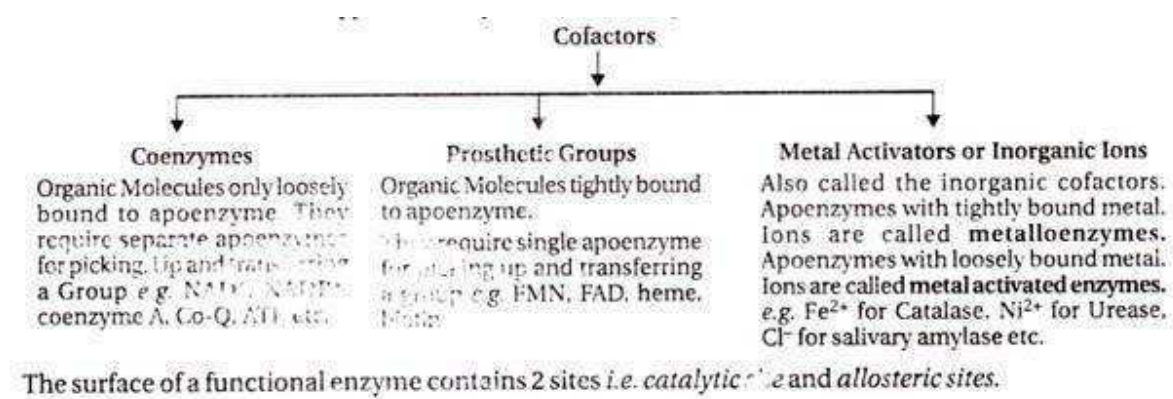 Cofactors
Coenzymes
Organic Molecules only loosely
bound to apoenzyme. They
require separate
for picking. Up and
a Group e.g.
coenzyme A, Co-Q, etc.
Prosthetic Groups
Organic Molecules tightly bound
to apoenzyme.
require single apoenzyme
for up and transferring
a group e.g. FMN, FAD, heme,
Metal Activators or Inorganic Ions
Also called the inorganic cofactors.
Apoenzymes with tightly bound metal.
Ions are called metalloenzymes.
Apoenzymes with loosely bound metal.
Ions are called metal activated enzymes.
e.g. Fe²⁺ for Catalase. Ni²⁺ for Urease,
Cl⁻ for salivary amylase etc.
The surface of a functional enzyme contains 2 sites i.e. catalytic and allosteric sites.